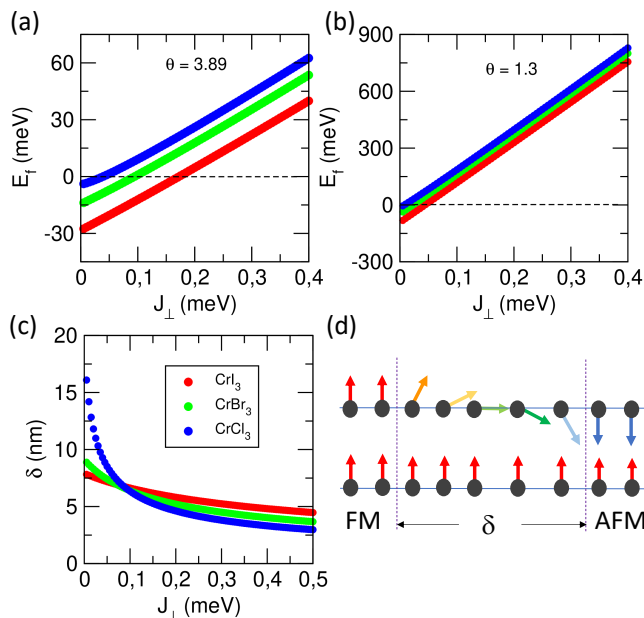 (a)
θ = 3.89
E_f (meV)
60
30
0
-30
0 0,1 0,2 0,3 0,4
J_⊥ (meV)
(b)
θ = 1.3
E_f (meV)
900
600
300
0
-300
0 0,1 0,2 0,3 0,4
J_⊥ (meV)
(c)
δ (nm)
20
15
10
5
0
CrI₃
CrBr₃
CrCl₃
0 0,1 0,2 0,3 0,4 0,5
J_⊥ (meV)
(d)
FM δ AFM